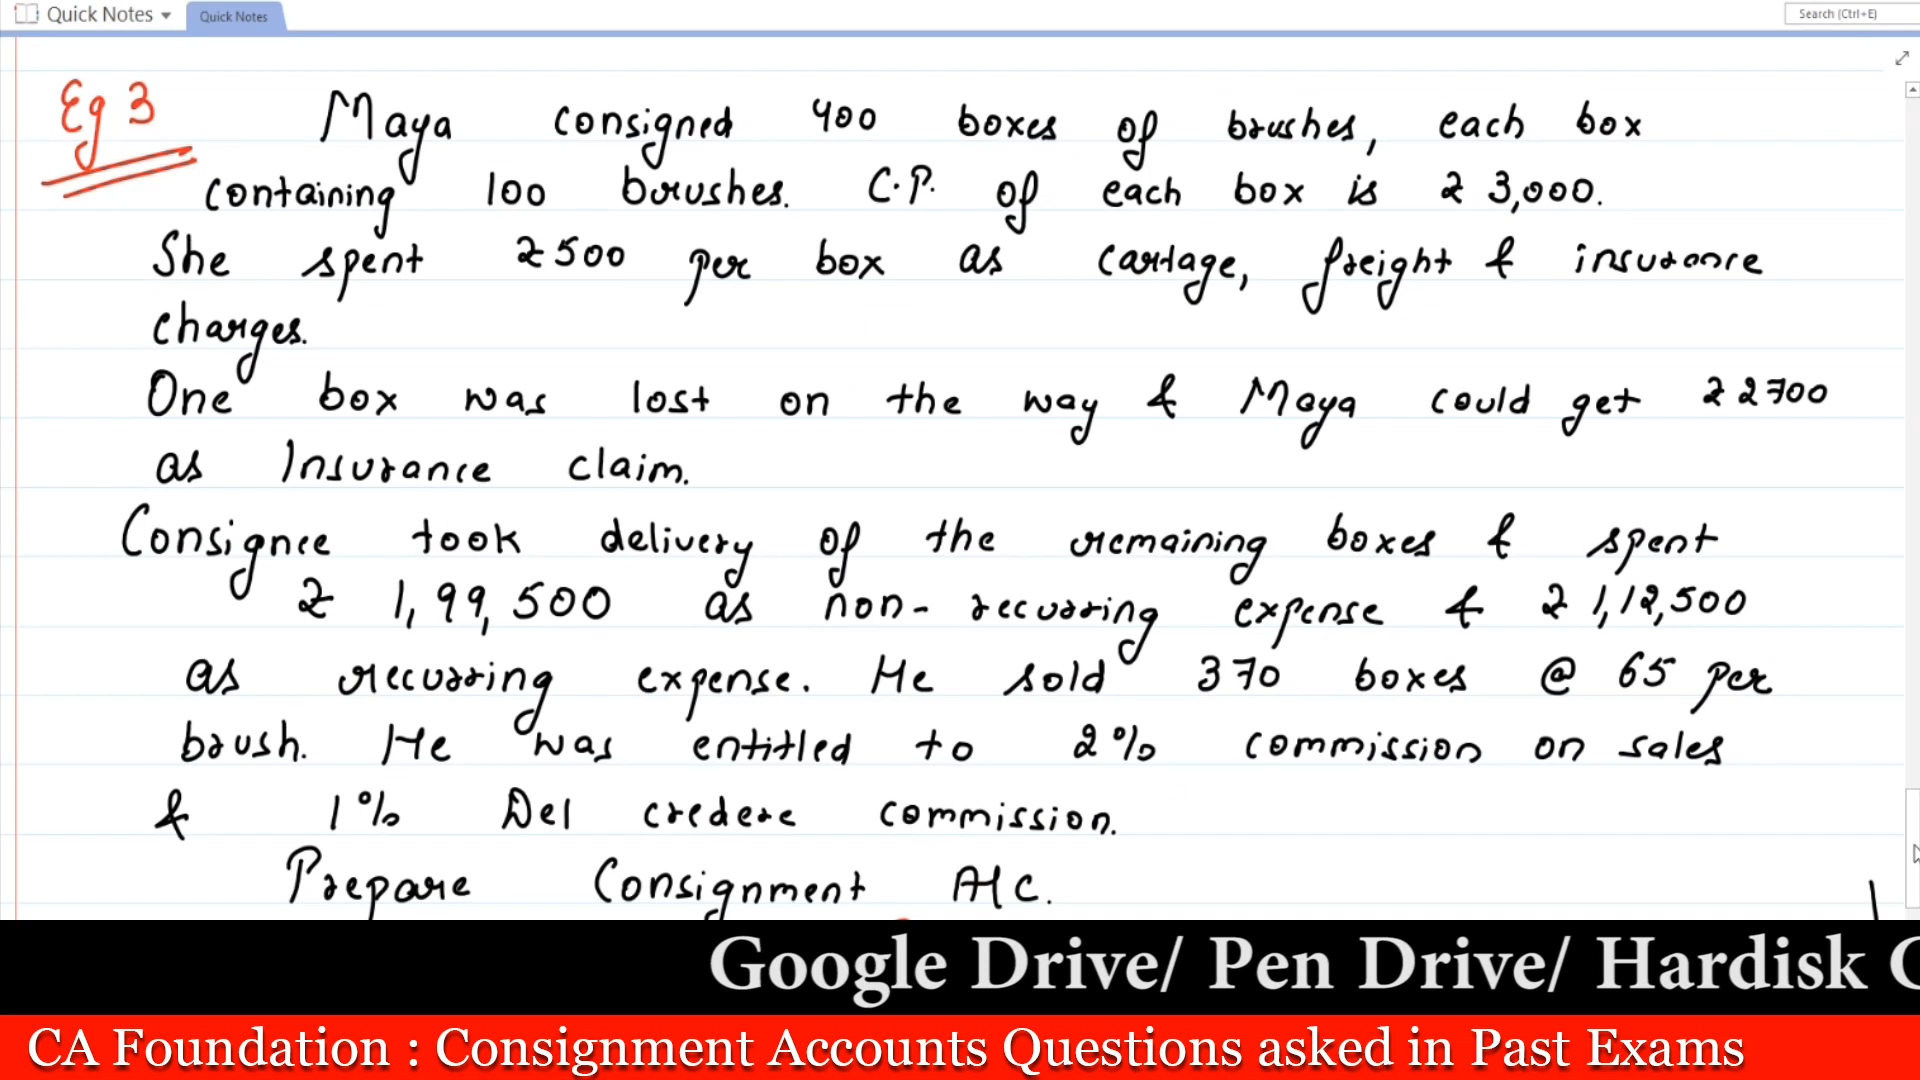 Quick Notes
Quick Notes
Search (Ctrl+E)
Eg 3
Maya consigned 400 boxes of brushes, each box
containing 100 brushes. C.P. of each box is ₹ 3,000.
She spent ₹500 per box as cartage, freight & insurance
charges.
One box was lost on the way & Maya could get ₹2700
as Insurance claim.
Consignee took delivery of the remaining boxes & spent
₹ 1,99,500 as non-recurring expense & ₹1,12,500
as recurring expense. He sold 370 boxes @ 65 per
brush. He was entitled to 2% commission on sales
& 1% Del credere commission.
Prepare Consignment A/C.
Google Drive/ Pen Drive/ Hardisk
CA Foundation : Consignment Accounts Questions asked in Past Exams